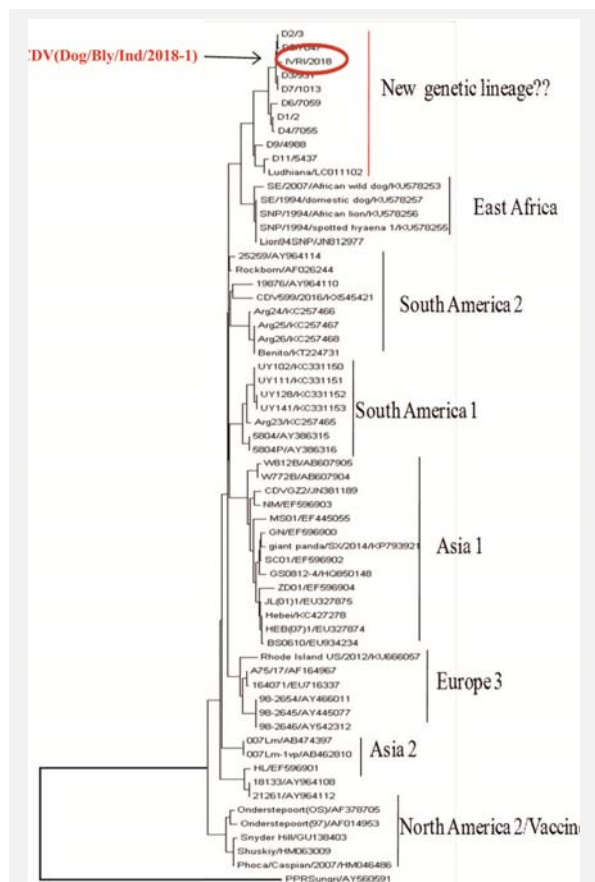 D2/3
CDV(Dog/Bly/Ind/2018-1)
IVRI/2018
D7/1013
New genetic lineage??
D6/7059
D1/2
D4/7055
D9/4988
D11/5437
Ludhiana/LC011102
SE/2007/African wild dog/KU578253
SE/1994/domestic dog/KU578257
East Africa
SNP/1994/African lion/KU578256
SNP/1994/spotted hyaena 1/KU578255
Lion94SNP/JN812977
25259/AY964114
Rockborn/AF026244
19876/AY964110
CDV599/2016/KX545421
South America 2
Arg24/KC257466
Arg25/KC257467
Arg26/KC257468
Benito/KT224731
UY102/KC331150
UY111/KC331151
UY128/KC331152
UY141/KC331153
South America 1
Arg23/KC257465
5804/AY386315
5804P/AY386316
W812B/AB607905
W772B/AB607904
CDVGZ2/JN381189
NM/EF596903
MS01/EF445055
GN/EF596900
giant panda/SX/2014/KP793921
Asia 1
SC01/EF596902
GS0812-4/HQ850148
ZD01/EF596904
JL(01)1/EU327875
Hebei/KC427278
HEB(07)1/EU327874
BS0610/EU934234
Rhode Island US/2012/KU666057
A75/17/AF164967
164071/EU716337
Europe 3
98-2654/AY466011
98-2645/AY445077
98-2646/AY542312
007Lm/AB474397
007Lm-1vp/AB462810
Asia 2
HL/EF596901
18133/AY964108
21261/AY964112
Onderstepoort(OS)/AF378705
Onderstepoort(97)/AF014953
North America 2/Vaccine
Snyder Hill/GU138403
Shuskiy/HM063009
Phoca/Caspian/2007/HM046486
PPRSungri/AY560591